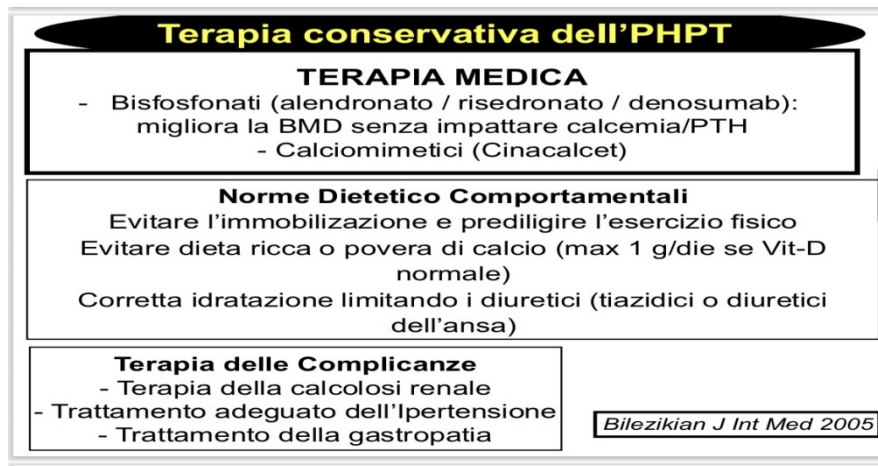 Terapia conservativa dell'PHPT
TERAPIA MEDICA
- Bisfosfonati (alendronato / risedronato / denosumab):
migliora la BMD senza impattare calcemia/PTH
- Calciomimetici (Cinacalcet)
Norme Dietetico Comportamentali
Evitare l'immobilizazione e prediligire l'esercizio fisico
Evitare dieta ricca o povera di calcio (max 1 g/die se Vit-D
normale)
Corretta idratazione limitando i diuretici (tiazidici o diuretici
dell'ansa)
Terapia delle Complicanze
- Terapia della calcolosi renale
- Trattamento adeguato dell'Ipertensione
- Trattamento della gastropatia
Bilezikian J Int Med 2005